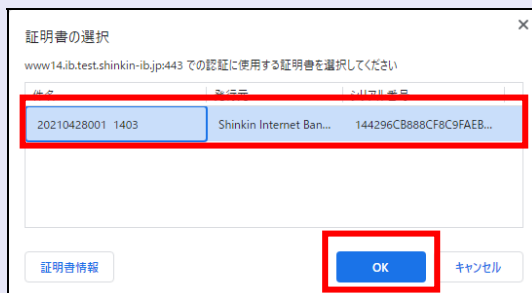 証明書の選択
www14.ib.test.shinkin-ib.jp:443 での認証に使用する証明書を選択してください
件名 発行元 シリアル番号
20210428001 1403 Shinkin Internet Ban... 144296CB888CF8C9FAEB...
証明書情報 OK キャンセル